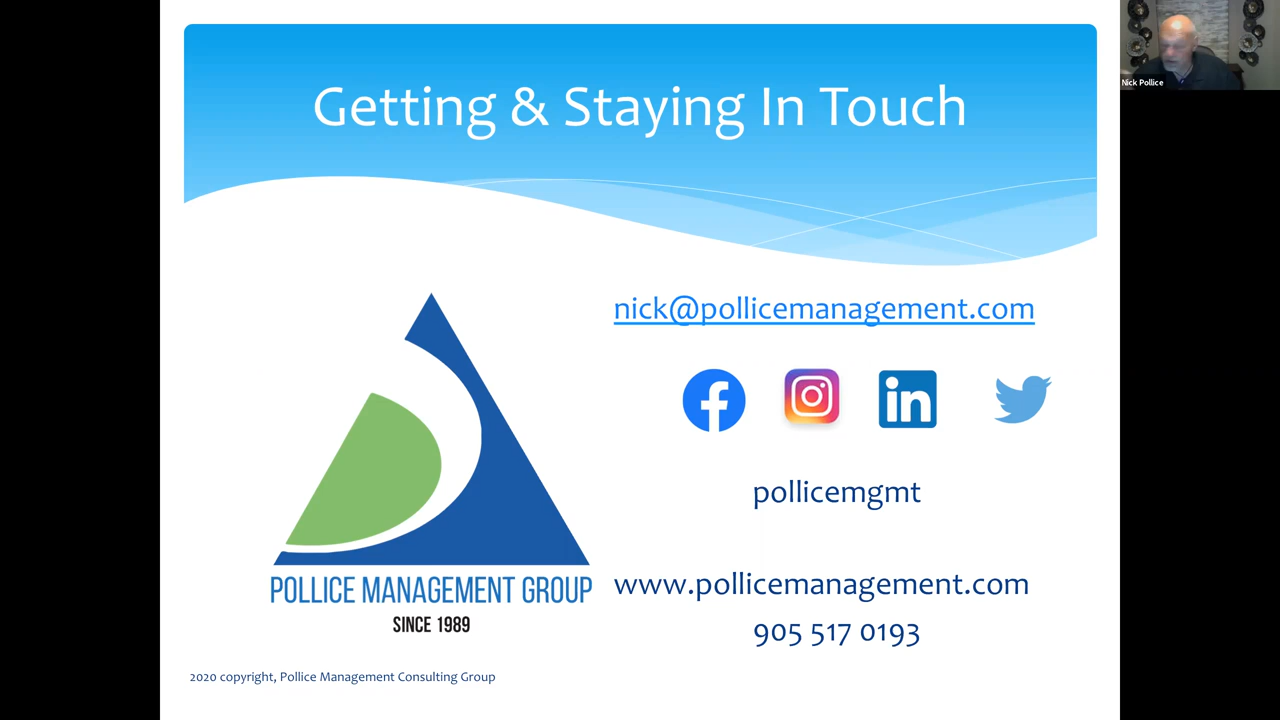 Getting & Staying In Touch
Nick Pollice
nick@pollicemanagement.com
pollicemgmt
POLLICE MANAGEMENT GROUP
SINCE 1989
www.pollicemanagement.com
905 517 0193
2020 copyright, Pollice Management Consulting Group